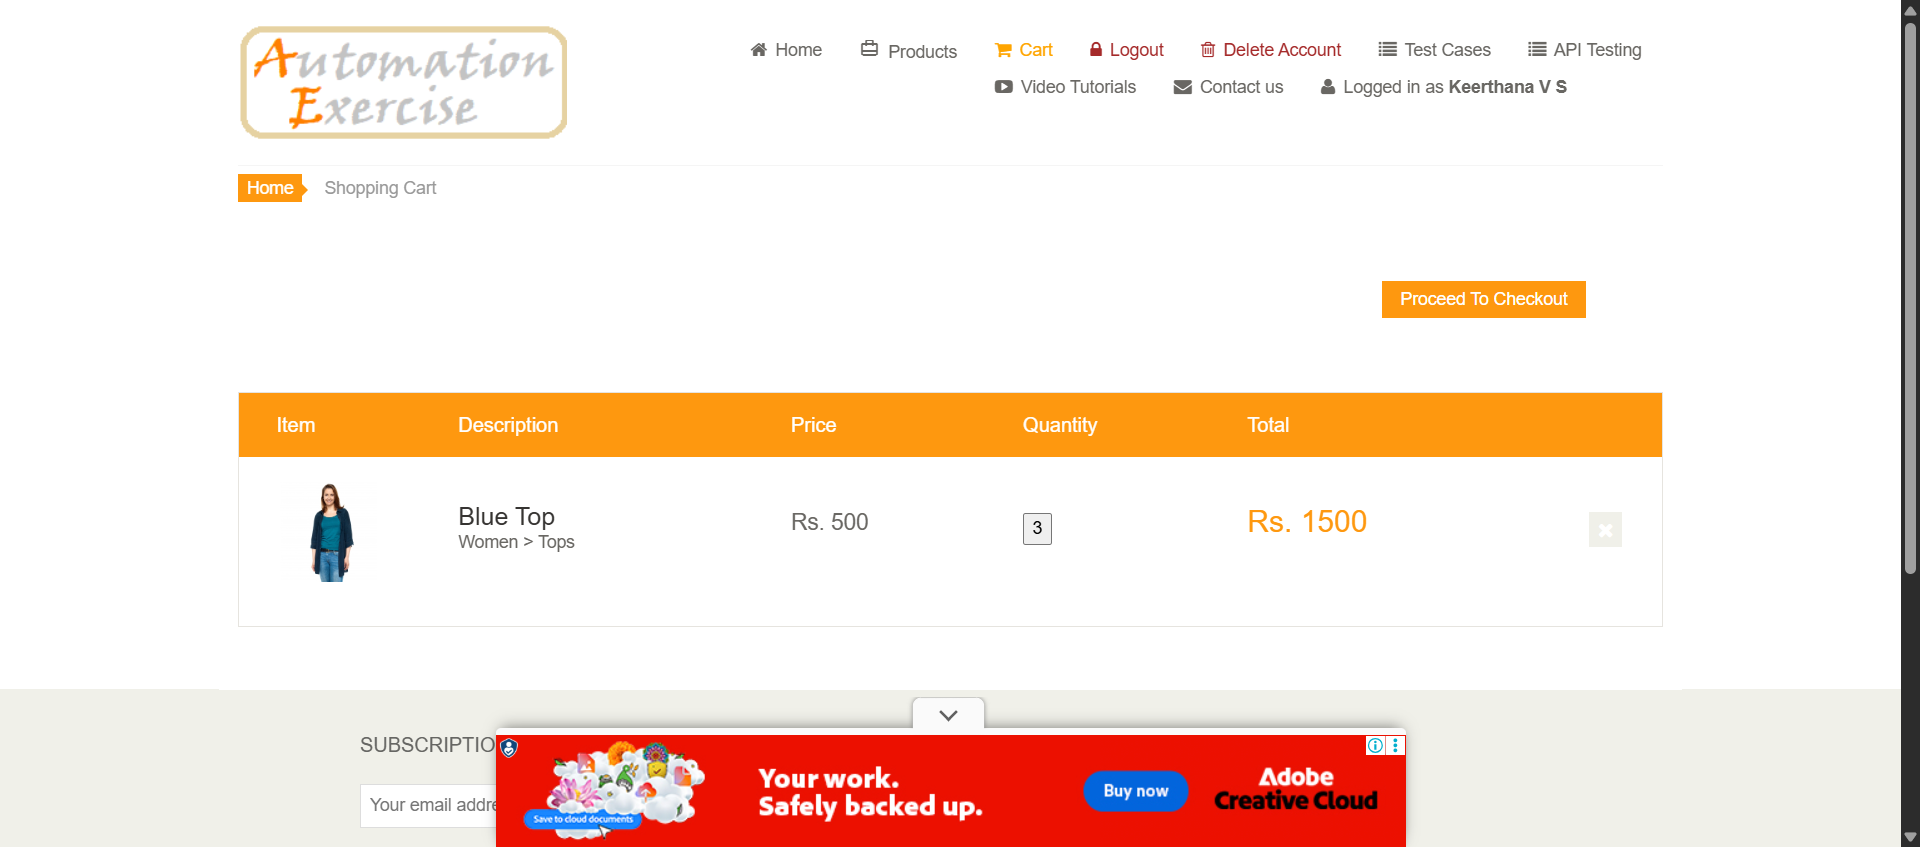 Automation
Exercise
Home Products Cart Logout Delete Account Test Cases API Testing
Video Tutorials Contact us Logged in as Keerthana V S
Home Shopping Cart
Proceed To Checkout
Item Description Price Quantity Total
Blue Top Rs. 500 3 Rs. 1500
Women > Tops
SUBSCRIPTIO
Your email addre
Your work.
Safely backed up.
Save to cloud documents
Buy now
Adobe
Creative Cloud